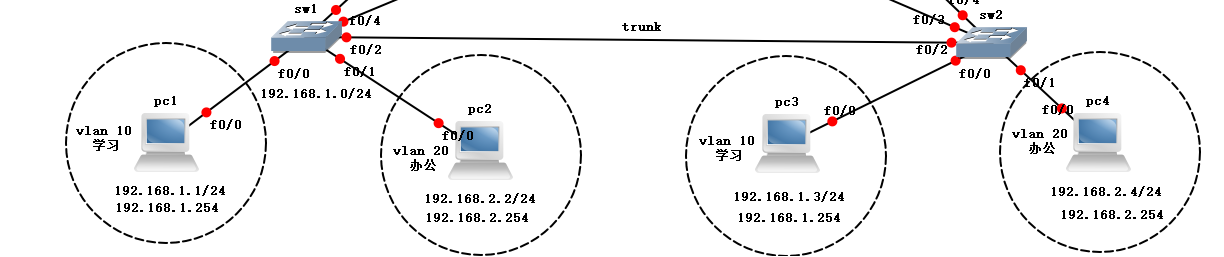 sw1
f0/4
f0/2
f0/0
f0/1
192.168.1.0/24
trunk
f0/4
f0/3
sw2
f0/2
f0/0
f0/1
pc1
f0/0
vlan 10
学习
192.168.1.1/24
192.168.1.254
pc2
f0/0
vlan 20
办公
192.168.2.2/24
192.168.2.254
pc3
f0/0
vlan 10
学习
192.168.1.3/24
192.168.1.254
pc4
f0/0
vlan 20
办公
192.168.2.4/24
192.168.2.254